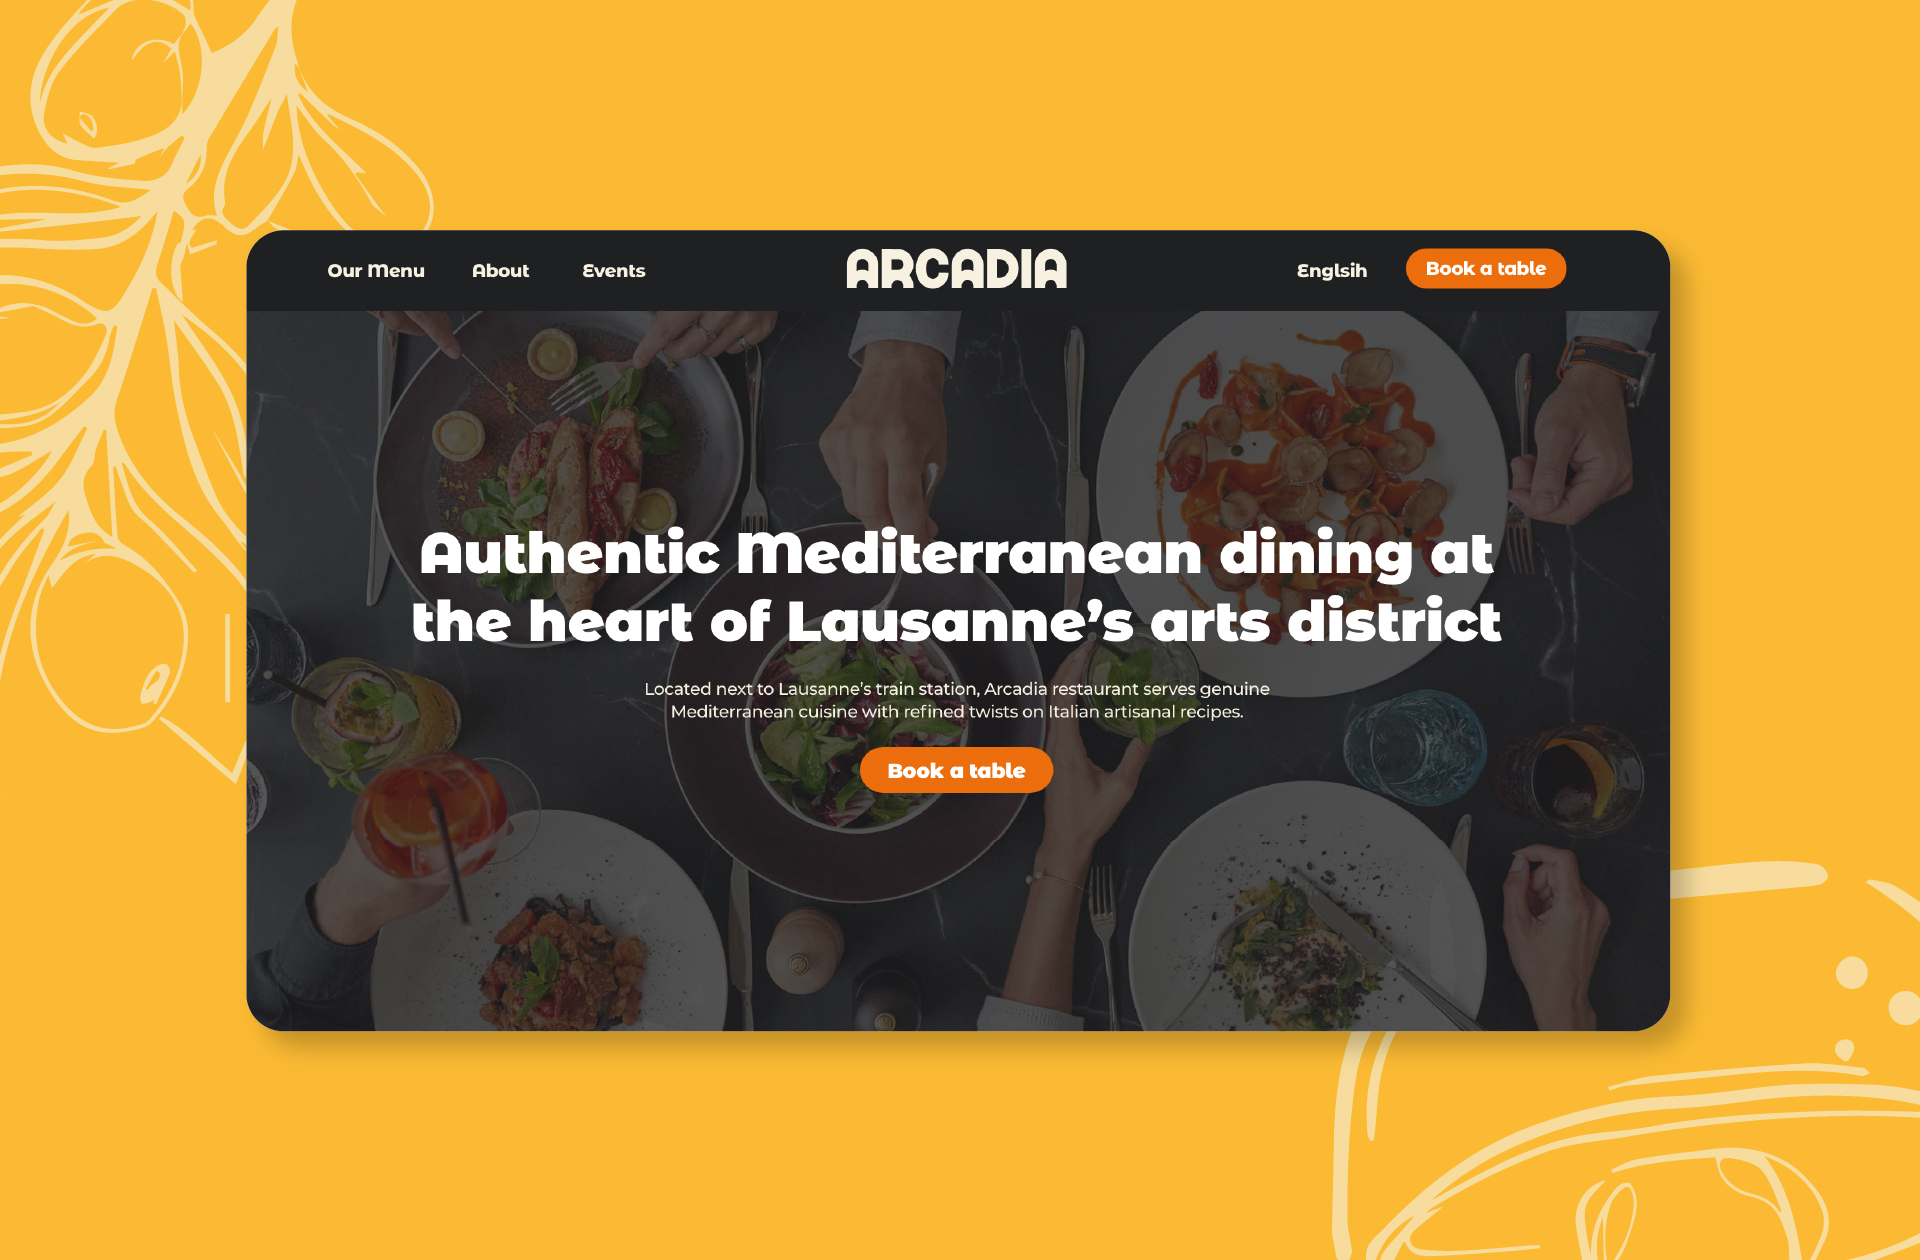 Our Menu
About
Events
ARCADIA
Englsih
Book a table
Authentic Mediterranean dining at
the heart of Lausanne's arts district
Located next to Lausanne's train station, Arcadia restaurant serves genuine
Mediterranean cuisine with refined twists on Italian artisanal recipes.
Book a table